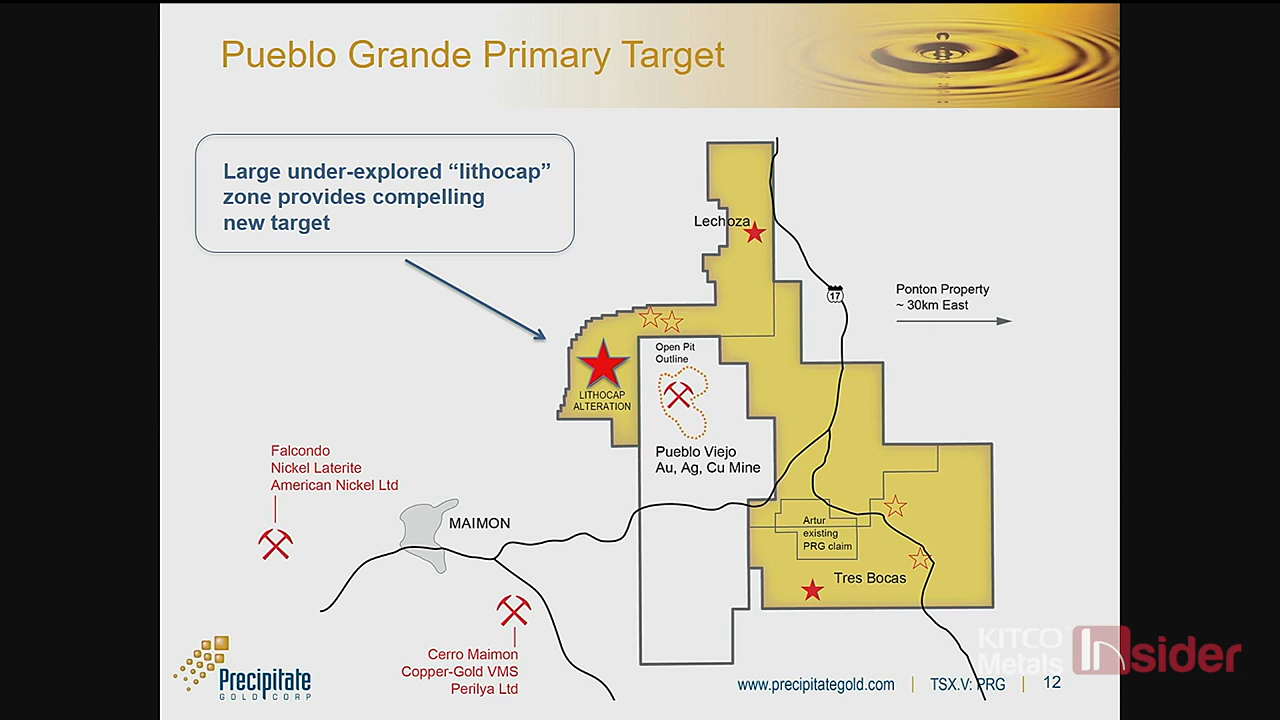 Pueblo Grande Primary Target
Large under-explored “lithocap”
zone provides compelling
new target
Lechoza
17
Ponton Property
~ 30km East
Open Pit
Outline
LITHOCAP
ALTERATION
Pueblo Viejo
Au, Ag, Cu Mine
Falcondo
Nickel Laterite
American Nickel Ltd
MAIMON
Artur
existing
PRG claim
Tres Bocas
Cerro Maimon
Copper-Gold VMS
Perilya Ltd
Precipitate
GOLD CORP
www.precipitategold.com | TSX.V: PRG | 12
KITCO
Metals
Insider